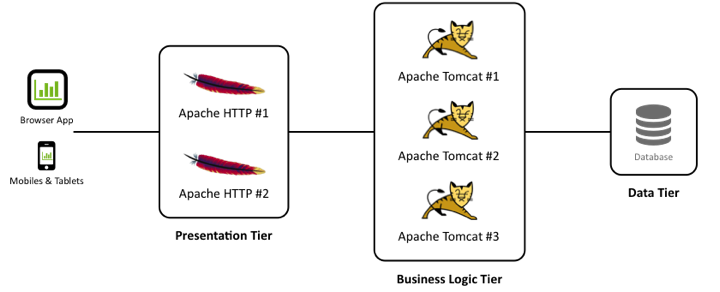 Browser App
Mobiles & Tablets
Apache HTTP #1
Apache HTTP #2
Presentation Tier
Apache Tomcat #1
Apache Tomcat #2
Apache Tomcat #3
Business Logic Tier
Database
Data Tier